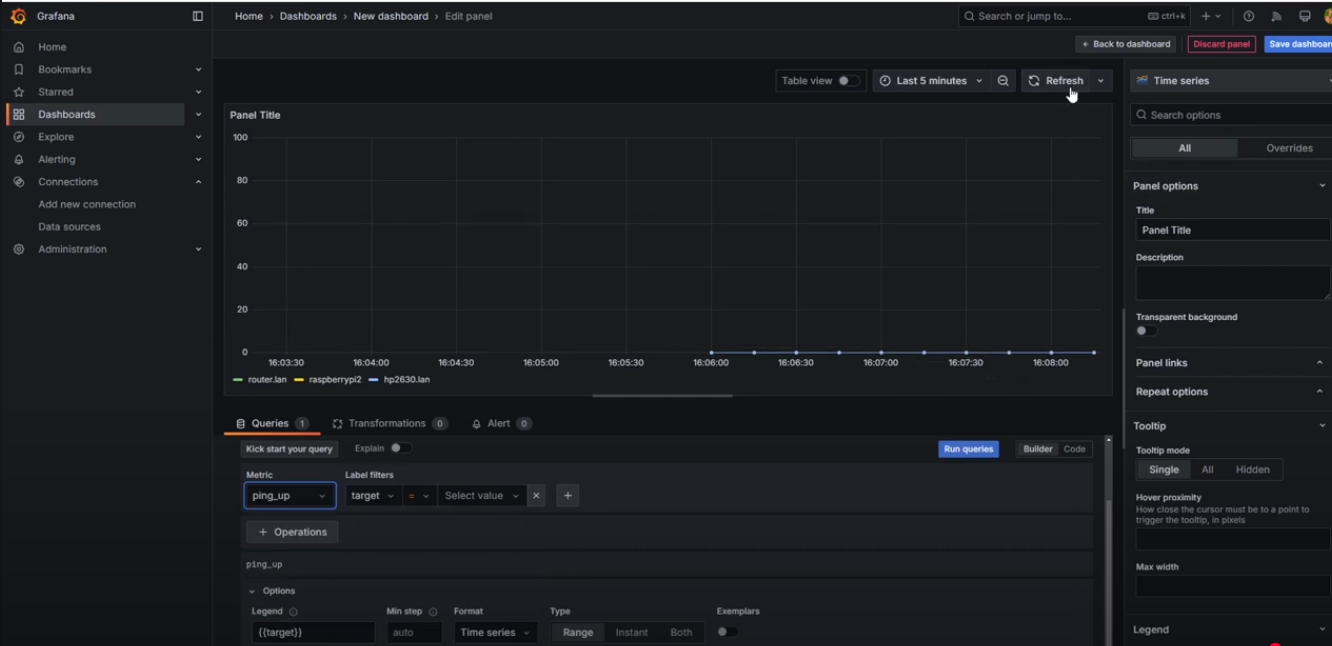 Grafana
Home › Dashboards › New dashboard › Edit panel
Search or jump to... ctrl+k
Back to dashboard
Discard panel
Save dashboar
Home
Bookmarks
Starred
Dashboards
Explore
Alerting
Connections
Add new connection
Data sources
Administration
Table view
Last 5 minutes
Refresh
Panel Title
100
80
60
40
20
0
16:03:30 16:04:00 16:04:30 16:05:00 16:05:30 16:06:00 16:06:30 16:07:00 16:07:30 16:08:00
router.lan raspberrypi2 hp2630.lan
Queries 1 Transformations 0 Alert 0
Kick start your query Explain Run queries Builder Code
Metric Label filters
ping_up target = Select value
+ Operations
ping_up
Options
Legend Min step Format Type Exemplars
{{target}} auto Time series Range Instant Both
Time series
Search options
All Overrides
Panel options
Title
Panel Title
Description
Transparent background
Panel links
Repeat options
Tooltip
Tooltip mode
Single All Hidden
Hover proximity
How close the cursor must be to a point to
trigger the tooltip, in pixels
Max width
Legend